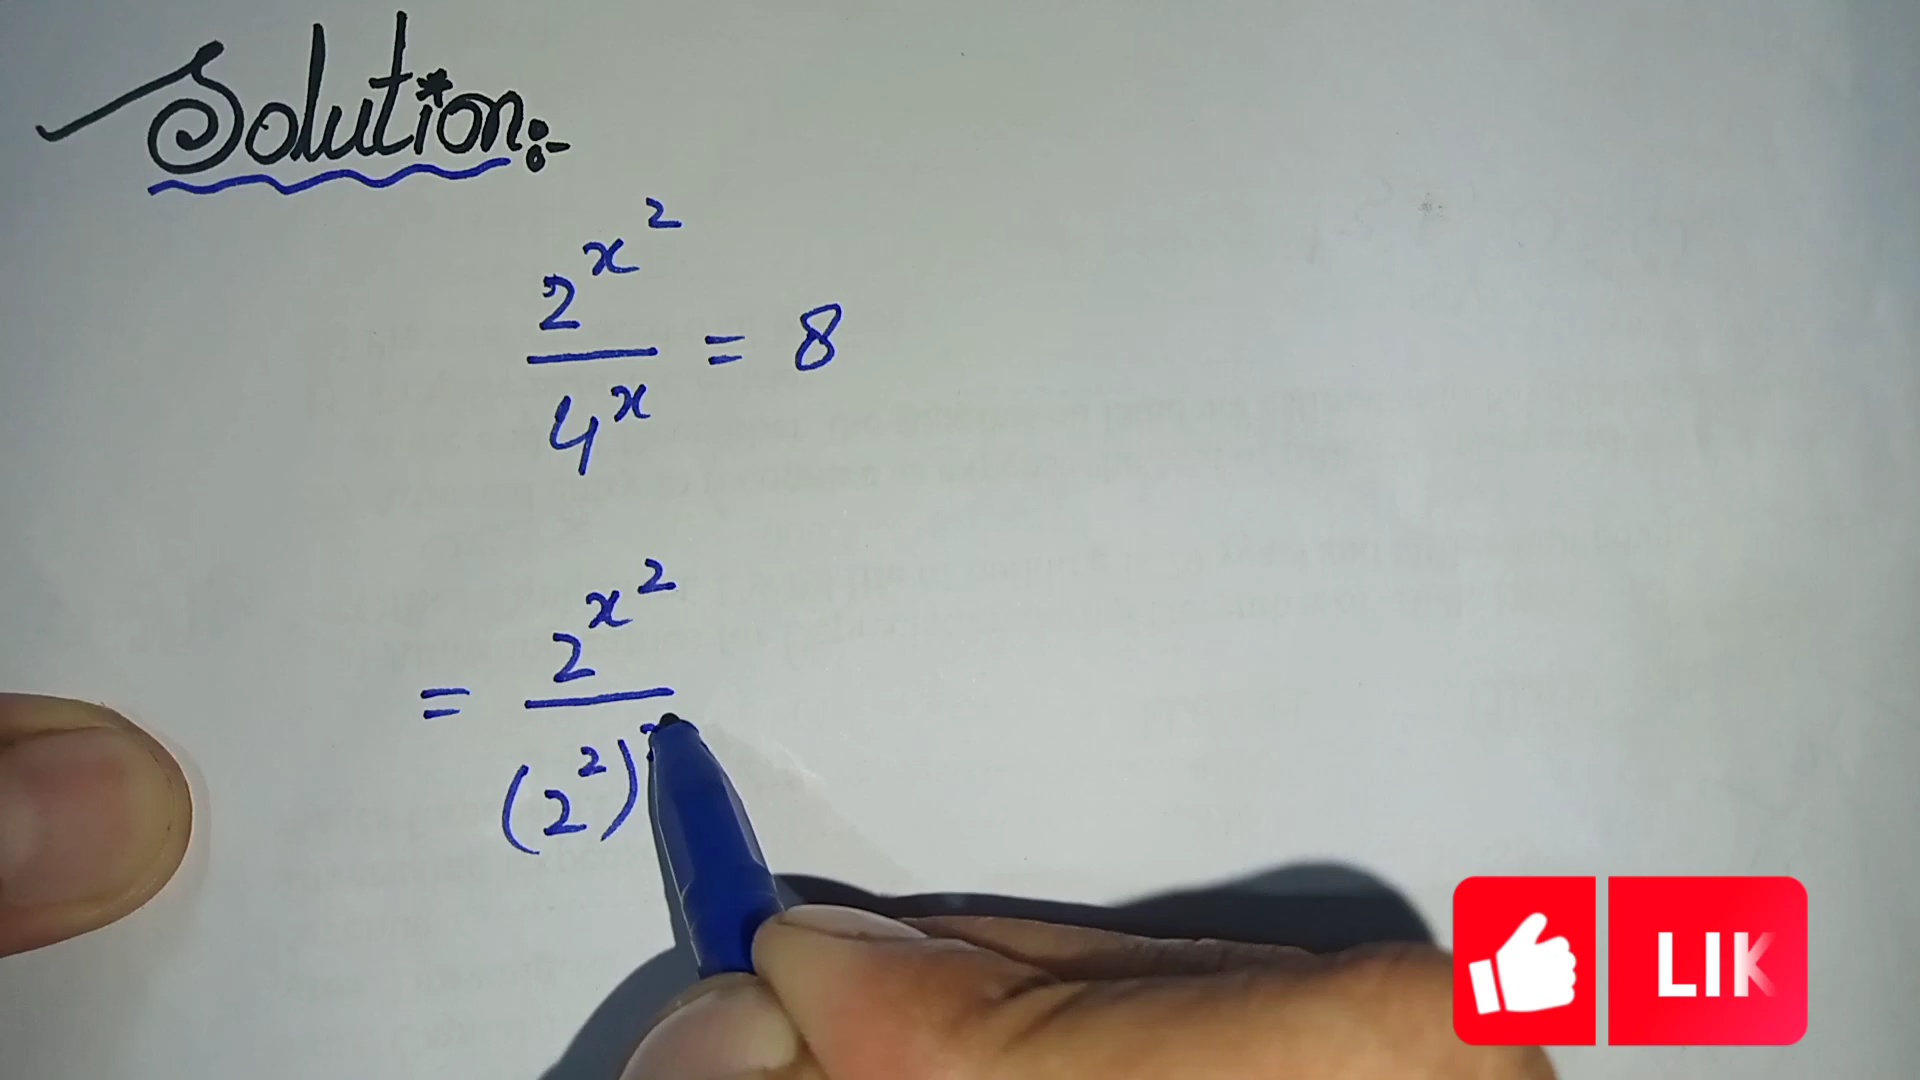 Solution:-
2^x^2 / 4^x = 8
= 2^x^2 / (2^2)
LIK